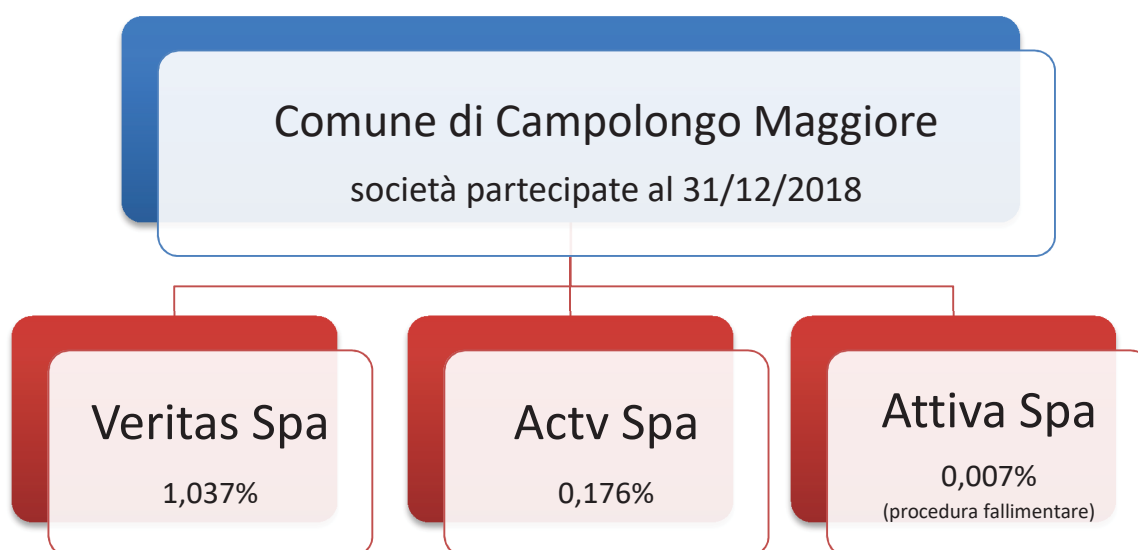 Comune di Campolongo Maggiore
società partecipate al 31/12/2018
Veritas Spa
1,037%
Actv Spa
0,176%
Attiva Spa
0,007%
(procedura fallimentare)